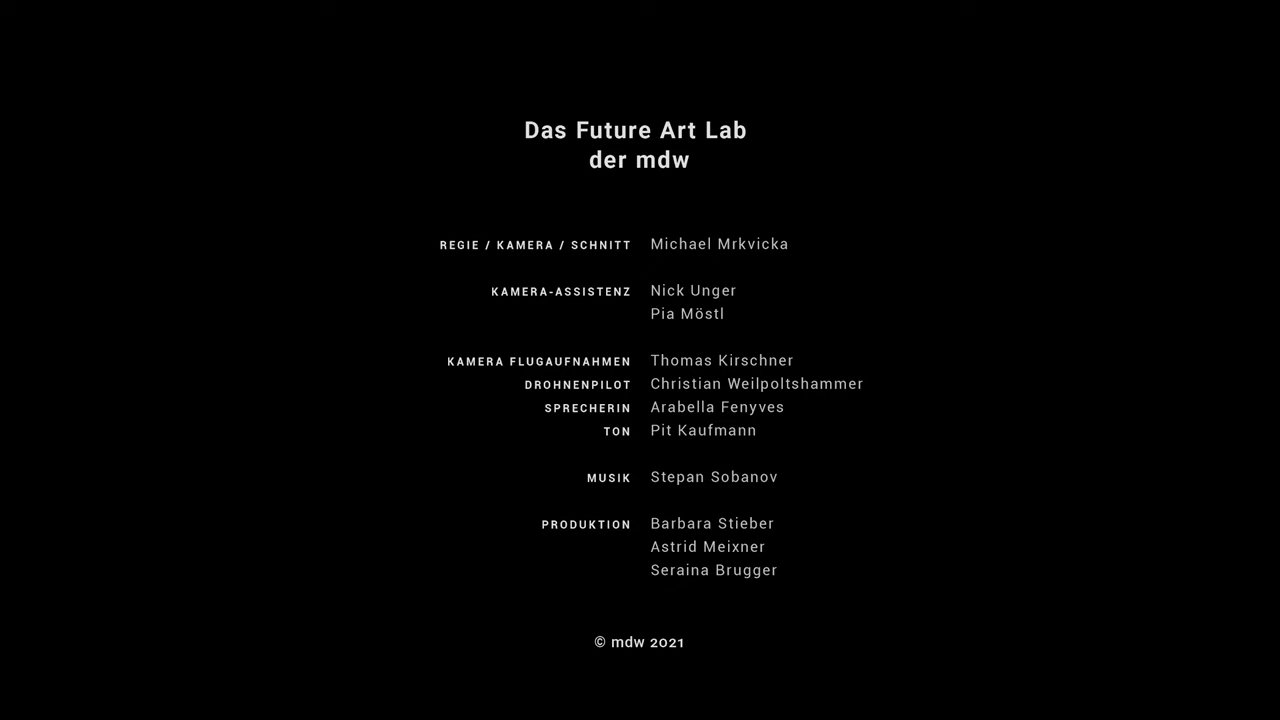 Das Future Art Lab
der mdw
REGIE / KAMERA / SCHNITT Michael Mrkvicka
KAMERA-ASSISTENZ Nick Unger
Pia Möstl
KAMERA FLUGAUFNAHMEN Thomas Kirschner
DROHNENPILOT Christian Weilpoltshammer
SPRECHERIN Arabella Fenyves
TON Pit Kaufmann
MUSIK Stepan Sobanov
PRODUKTION Barbara Stieber
Astrid Meixner
Seraina Brugger
© mdw 2021